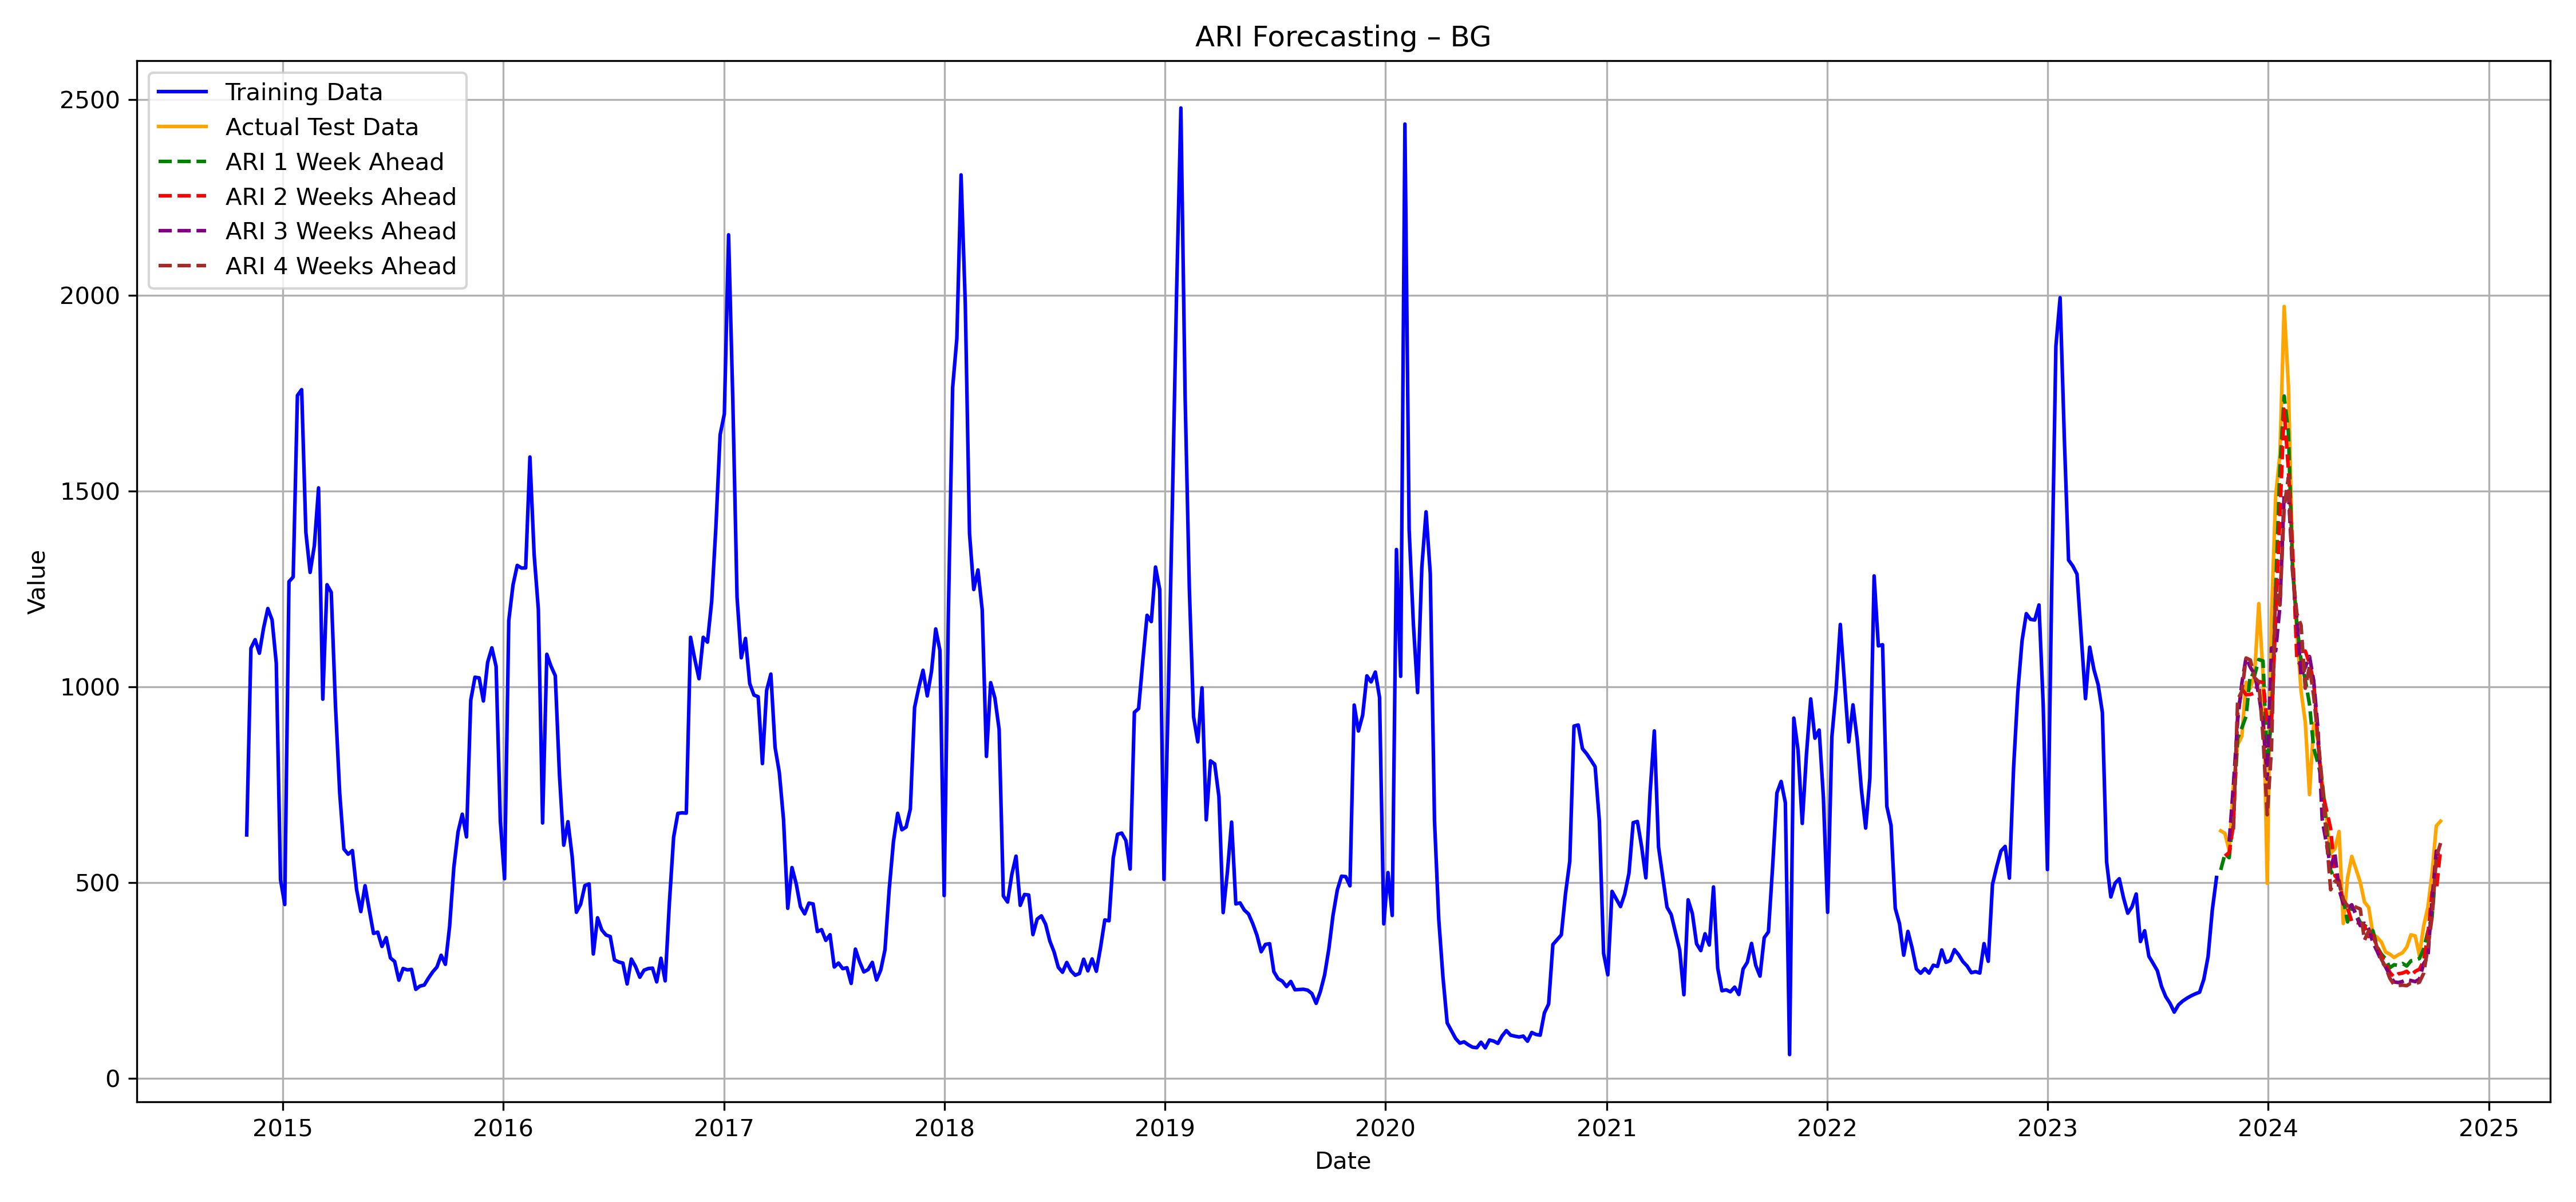 ARI Forecasting – BG
Training Data
Actual Test Data
ARI 1 Week Ahead
ARI 2 Weeks Ahead
ARI 3 Weeks Ahead
ARI 4 Weeks Ahead
2500
2000
1500
1000
500
0
Value
2015 2016 2017 2018 2019 2020 2021 2022 2023 2024 2025
Date